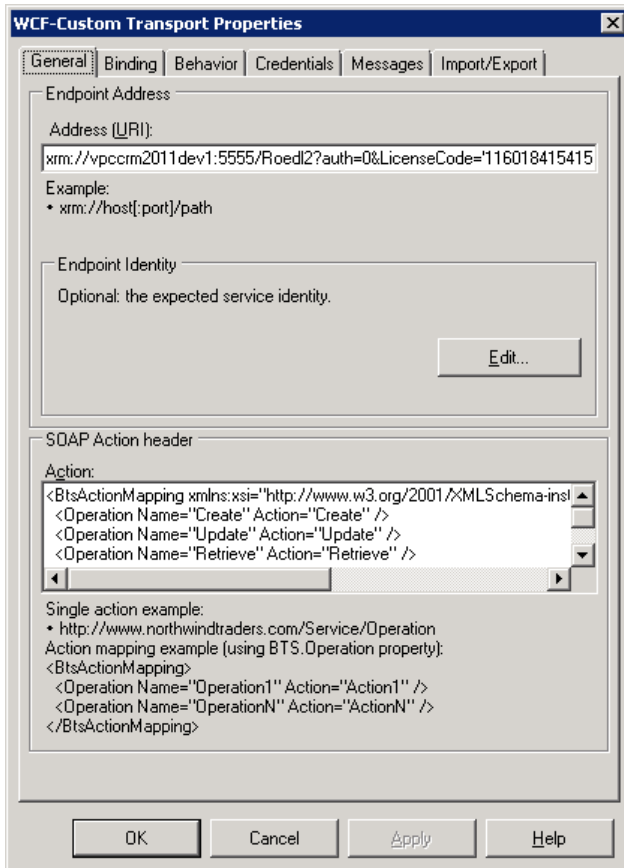 WCF-Custom Transport Properties
General Binding Behavior Credentials Messages Import/Export
Endpoint Address
Address (URI):
xrm://vpccrm2011dev1:5555/Roedl2?auth=0&LicenseCode='116018415415
Example:
• xrm://host[:port]/path
Endpoint Identity
Optional: the expected service identity.
Edit...
SOAP Action header
Action:
<BtsActionMapping xmlns:xsi="http://www.w3.org/2001/XMLSchema-inst
<Operation Name="Create" Action="Create" />
<Operation Name="Update" Action="Update" />
<Operation Name="Retrieve" Action="Retrieve" />
Single action example:
• http://www.northwindtraders.com/Service/Operation
Action mapping example (using BTS.Operation property):
<BtsActionMapping>
<Operation Name="Operation1" Action="Action1" />
<Operation Name="OperationN" Action="ActionN" />
</BtsActionMapping>
OK Cancel Apply Help